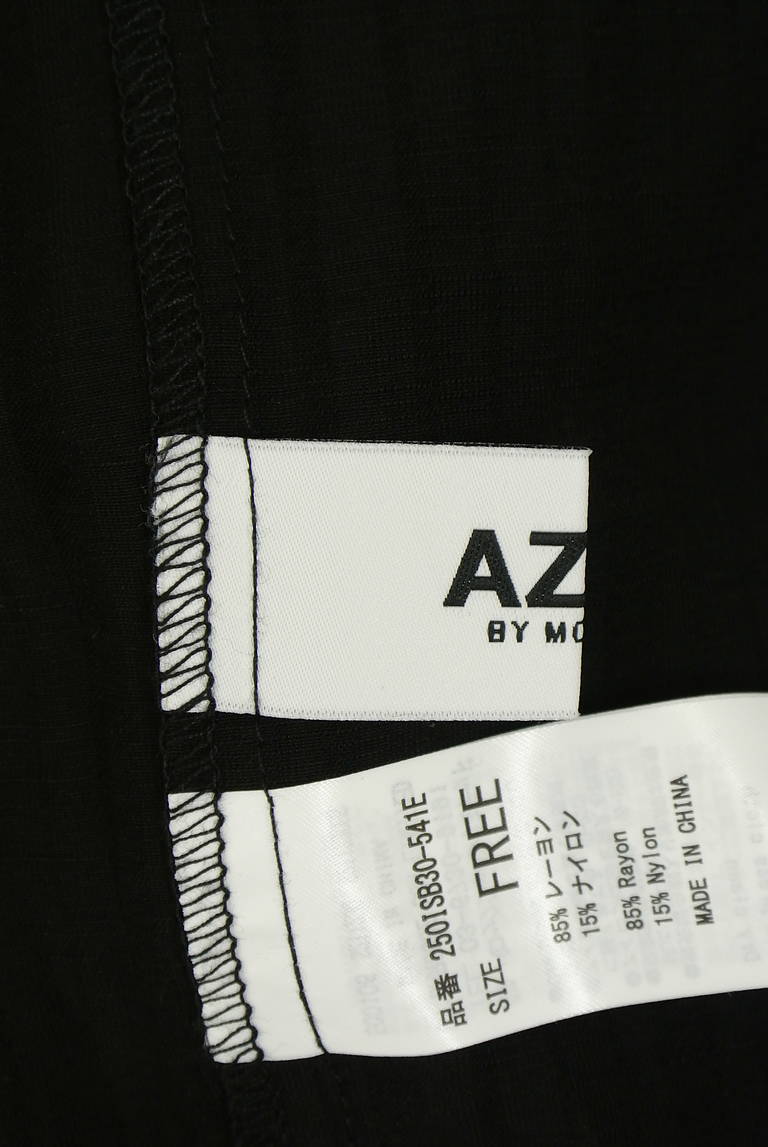 AZ
BY MO
品番 250ISB30-541E
SIZE FREE
85% レーヨン
15% ナイロン
85% Rayon
15% Nylon
MADE IN CHINA